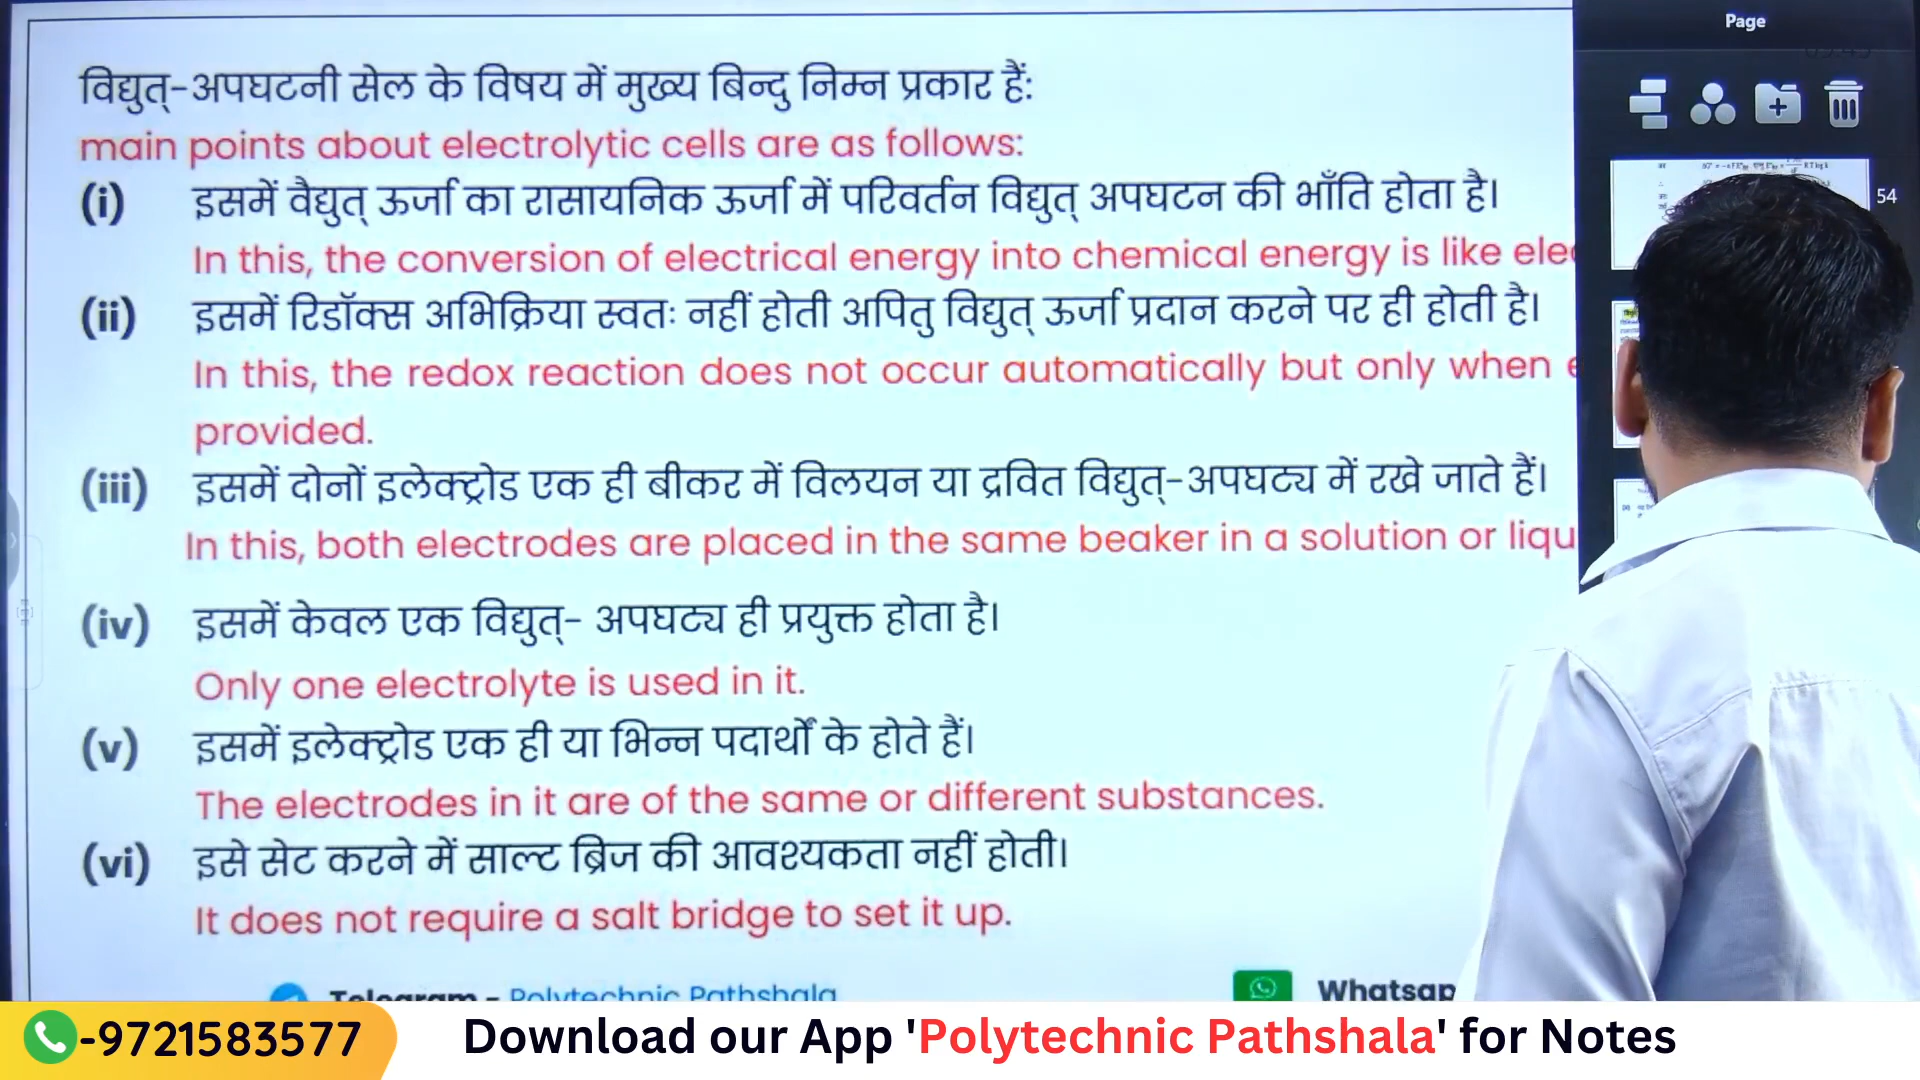 Page
विद्युत्-अपघटनी सेल के विषय में मुख्य बिन्दु निम्न प्रकार हैं:
main points about electrolytic cells are as follows:
(i) इसमें वैद्युत् ऊर्जा का रासायनिक ऊर्जा में परिवर्तन विद्युत् अपघटन की भाँति होता है।
54
In this, the conversion of electrical energy into chemical energy is like
(ii) इसमें रिडॉक्स अभिक्रिया स्वतः नहीं होती अपितु विद्युत् ऊर्जा प्रदान करने पर ही होती है।
In this, the redox reaction does not occur automatically but only when
provided.
(iii) इसमें दोनों इलेक्ट्रोड एक ही बीकर में विलयन या द्रवित विद्युत्-अपघट्य में रखे जाते हैं।
In this, both electrodes are placed in the same beaker in a solution or
(iv) इसमें केवल एक विद्युत्- अपघट्य ही प्रयुक्त होता है।
Only one electrolyte is used in it.
(v) इसमें इलेक्ट्रोड एक ही या भिन्न पदार्थों के होते हैं।
The electrodes in it are of the same or different substances.
(vi) इसे सेट करने में साल्ट ब्रिज की आवश्यकता नहीं होती।
It does not require a salt bridge to set it up.
Telegram - Polytechnic Pathshala
-9721583577
Download our App 'Polytechnic Pathshala' for Notes